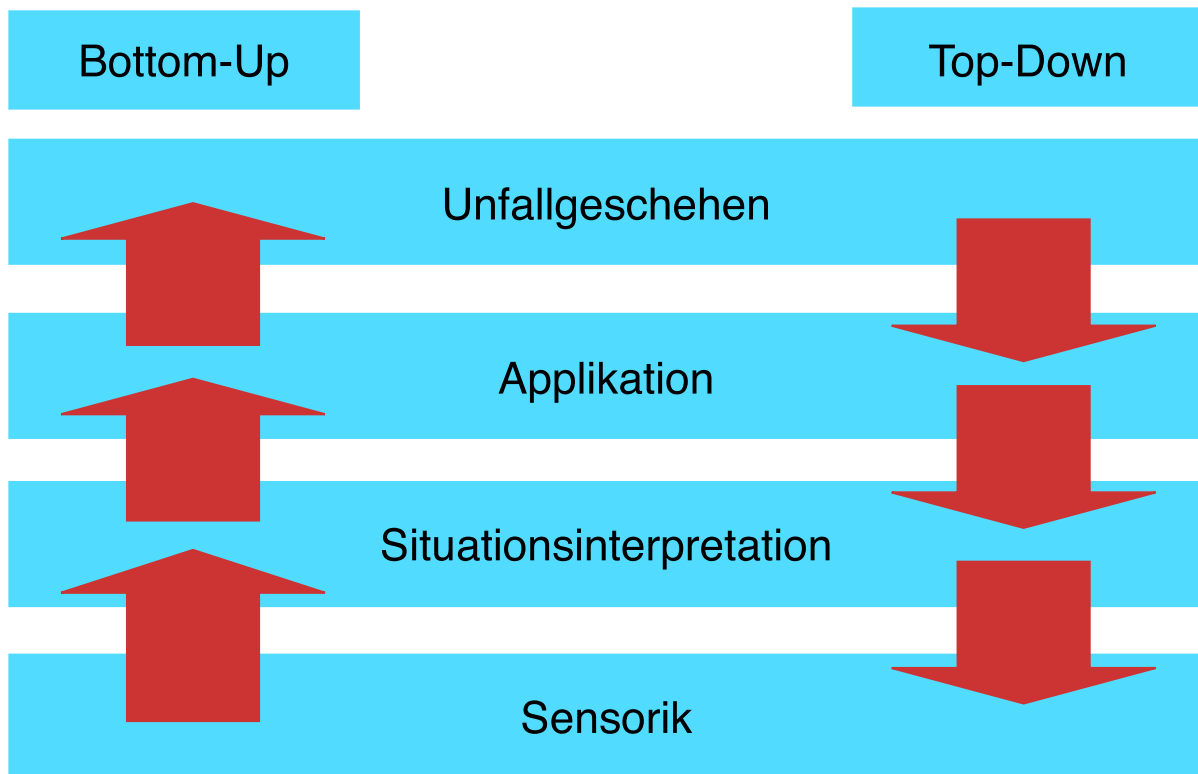 Bottom-Up
Top-Down
Unfallgeschehen
Applikation
Situationsinterpretation
Sensorik